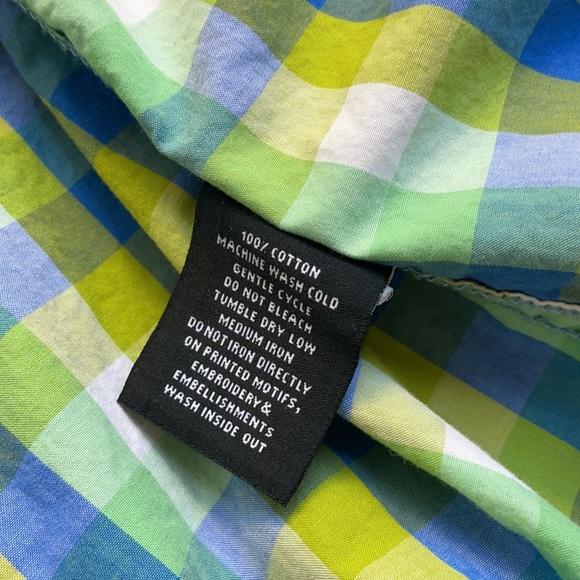 100% COTTON
MACHINE WASH COLD
GENTLE CYCLE
DO NOT BLEACH
TUMBLE DRY LOW
MEDIUM IRON
DO NOT IRON DIRECTLY
ON PRINTED MOTIFS,
EMBROIDERY&
EMBELLISHMENTS
WASH INSIDE OUT